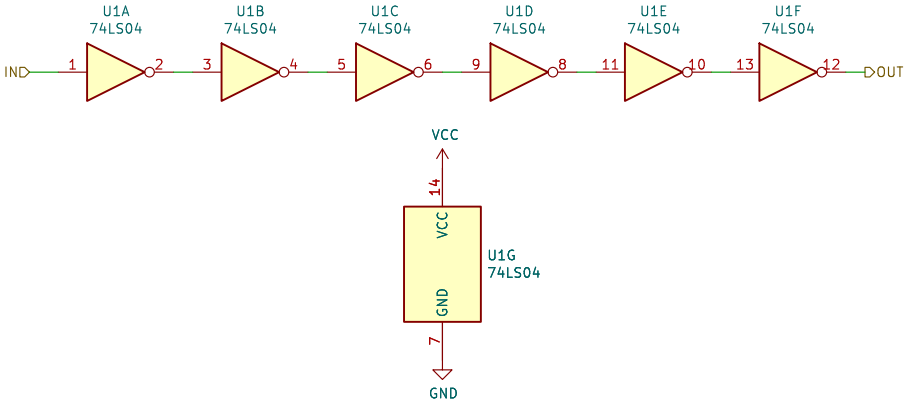 U1A U1B U1C U1D U1E U1F
74LS04 74LS04 74LS04 74LS04 74LS04 74LS04
IN 1 2 3 4 5 6 9 8 11 10 13 12 OUT
VCC
14
VCC
U1G
74LS04
GND
7
GND